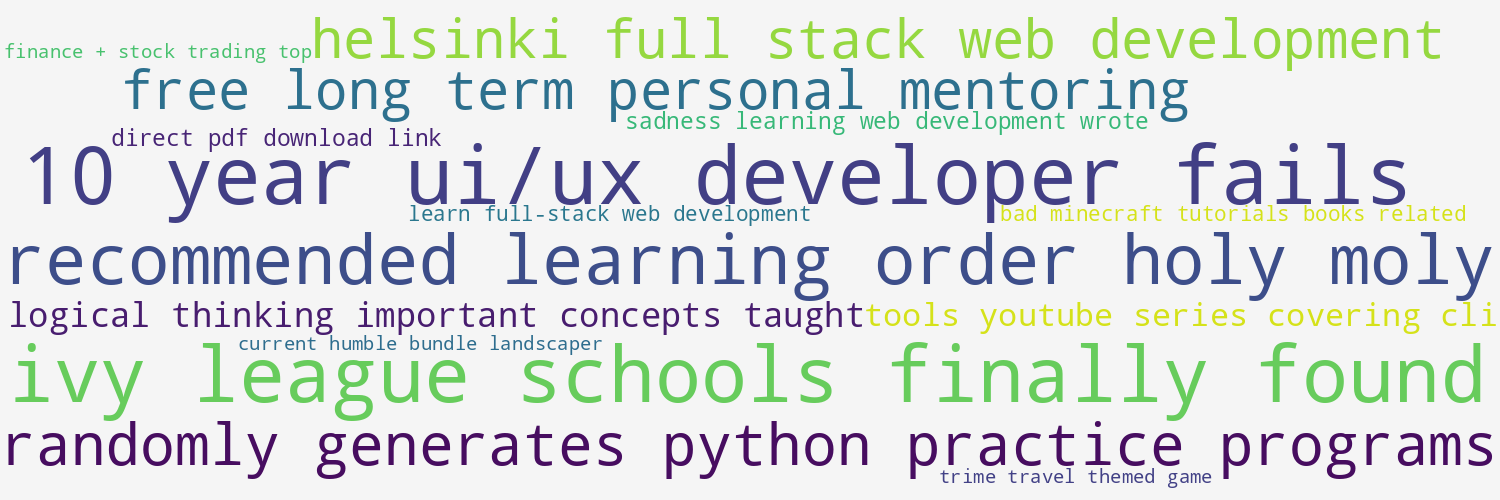 finance + stock trading top
helsinki full stack web development
free long term personal mentoring
sadness learning web development wrote
direct pdf download link
10 year ui/ux developer fails
learn full-stack web development
bad minecraft tutorials books related
recommended learning order holy moly
logical thinking important concepts taught
tools youtube series covering cli
current humble bundle landscaper
ivy league schools finally found
randomly generates python practice programs
trime travel themed game